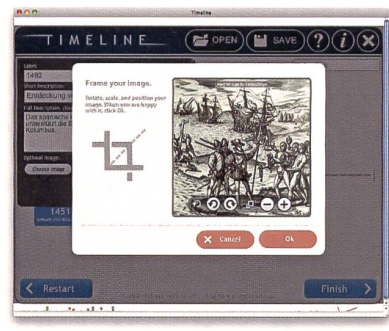 Timeline
TIMELINE
OPEN
SAVE
?
i
X
Label:
1492
Short Description:
Entdeckung v
Full Description:
Das spanische
unterstützt die E
Kolumbus.
Optional Image:
Choose Image
1451
Frame your image.
Rotate, scale, and position your
image. When you are happy
with it, click OK.
Cancel
Ok
Restart
Finish